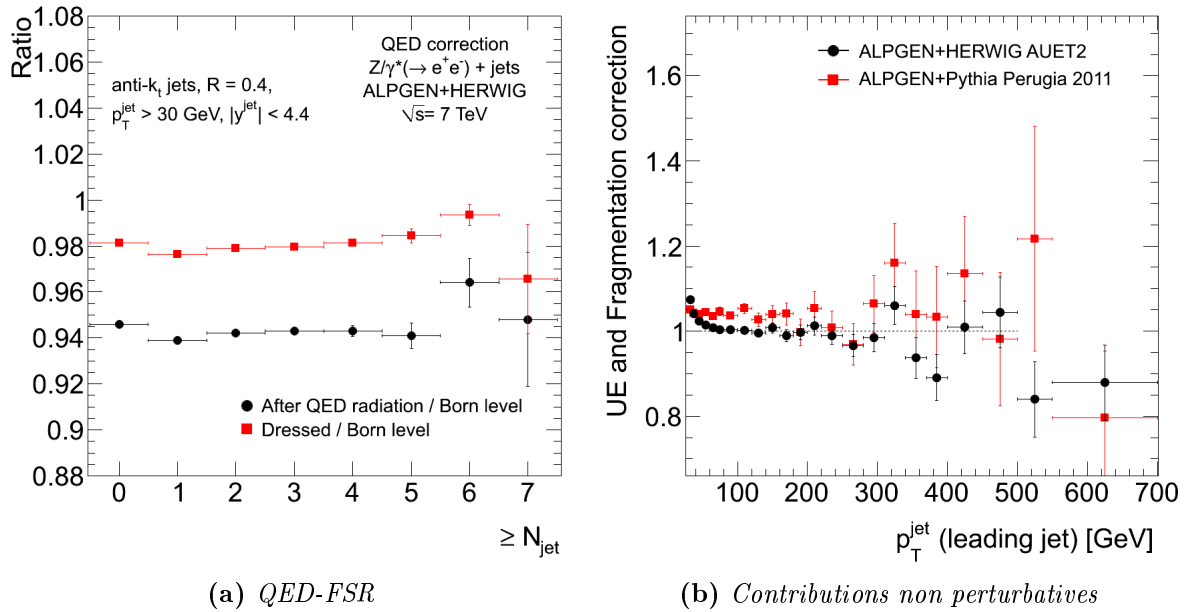 Ratio
1.08
1.06
1.04
1.02
1
0.98
0.96
0.94
0.92
0.9
0.88
QED correction
Z/γ*(→ e⁺e⁻) + jets
ALPGEN+HERWIG
√s= 7 TeV
anti-kₜ jets, R = 0.4,
p_T^jet > 30 GeV, |y^jet| < 4.4
After QED radiation / Born level
Dressed / Born level
0 1 2 3 4 5 6 7
≥ N_jet
(a) QED-FSR
UE and Fragmentation correction
1.6
1.4
1.2
1
0.8
ALPGEN+HERWIG AUET2
ALPGEN+Pythia Perugia 2011
100 200 300 400 500 600 700
p_T^jet (leading jet) [GeV]
(b) Contributions non perturbatives